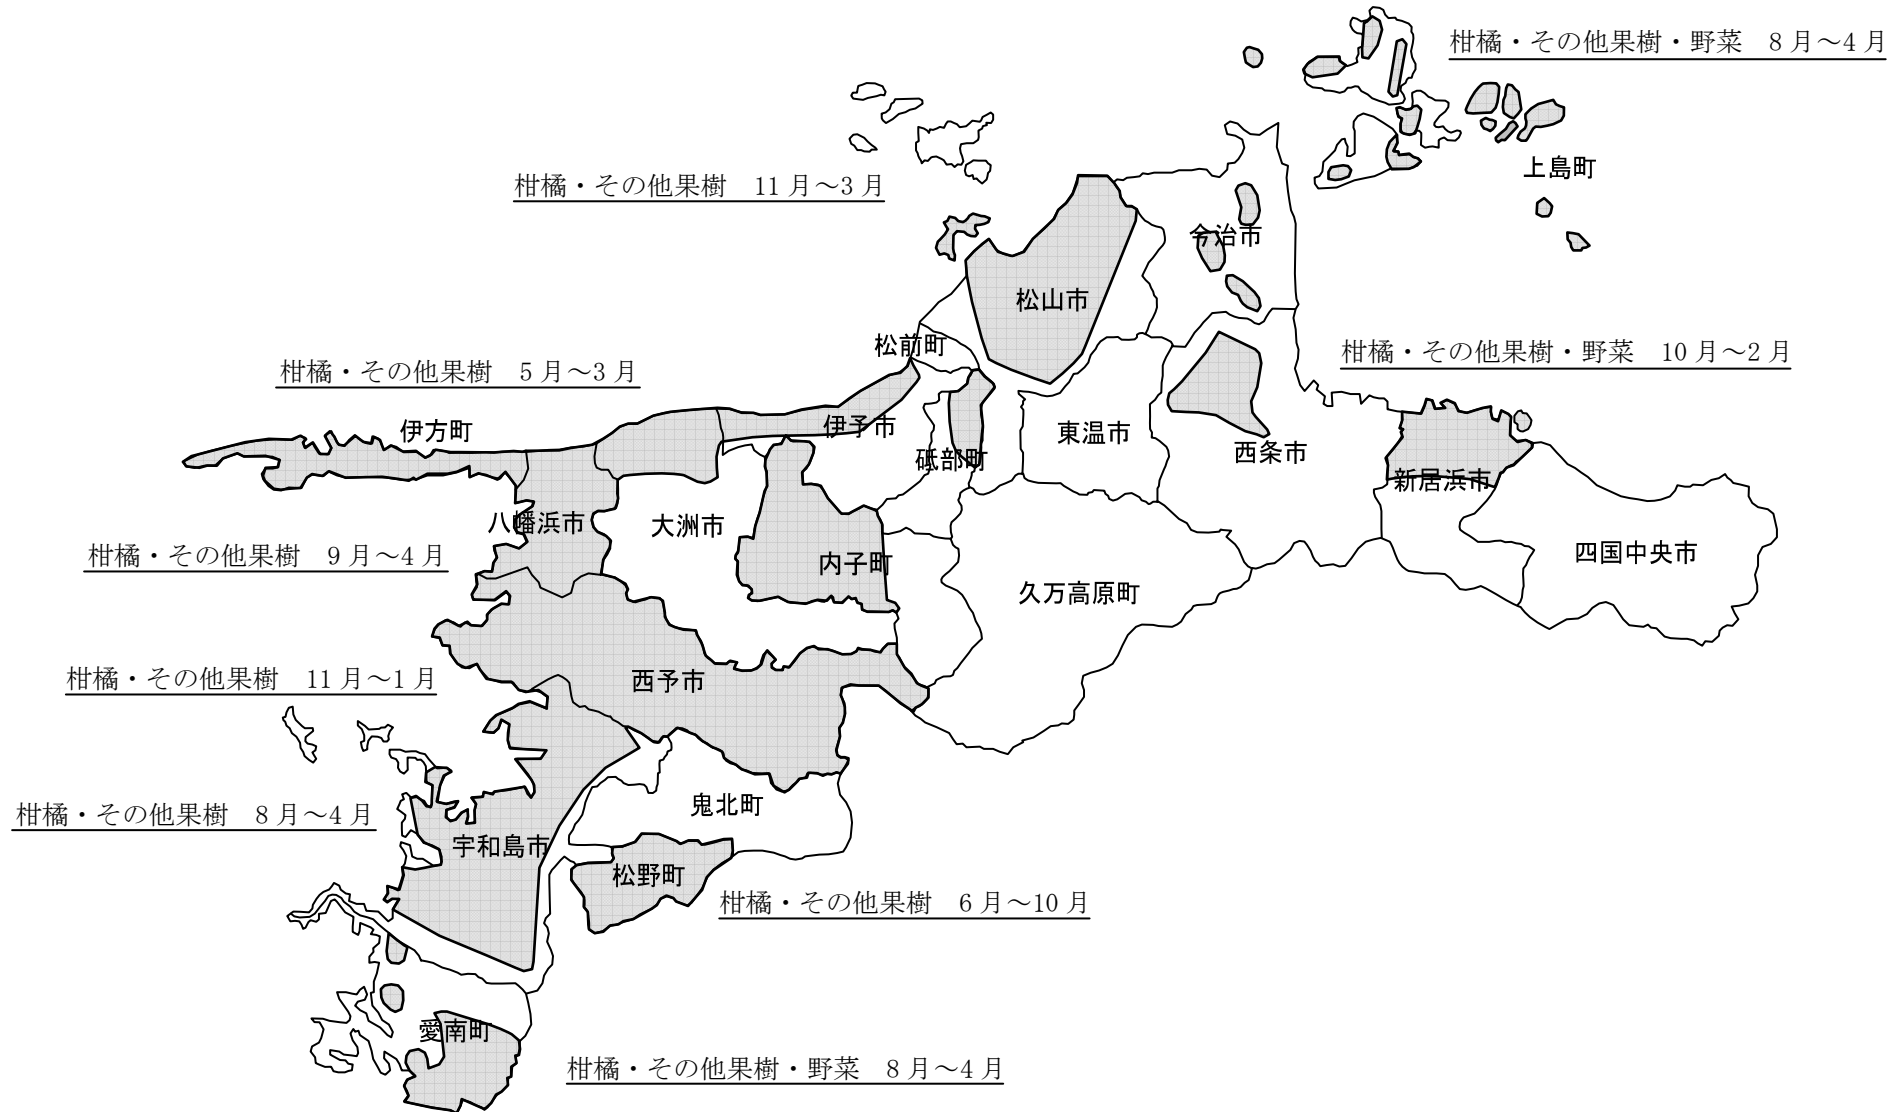 柑橘・その他果樹・野菜　8月～4月
上島町
柑橘・その他果樹　11月～3月
今治市
松山市
松前町
柑橘・その他果樹・野菜　10月～2月
柑橘・その他果樹　5月～3月
伊方町
伊予市
東温市
砥部町
西条市
新居浜市
八幡浜市
大洲市
柑橘・その他果樹　9月～4月
内子町
四国中央市
久万高原町
柑橘・その他果樹　11月～1月
西予市
鬼北町
柑橘・その他果樹　8月～4月
宇和島市
松野町
柑橘・その他果樹　6月～10月
愛南町
柑橘・その他果樹・野菜　8月～4月